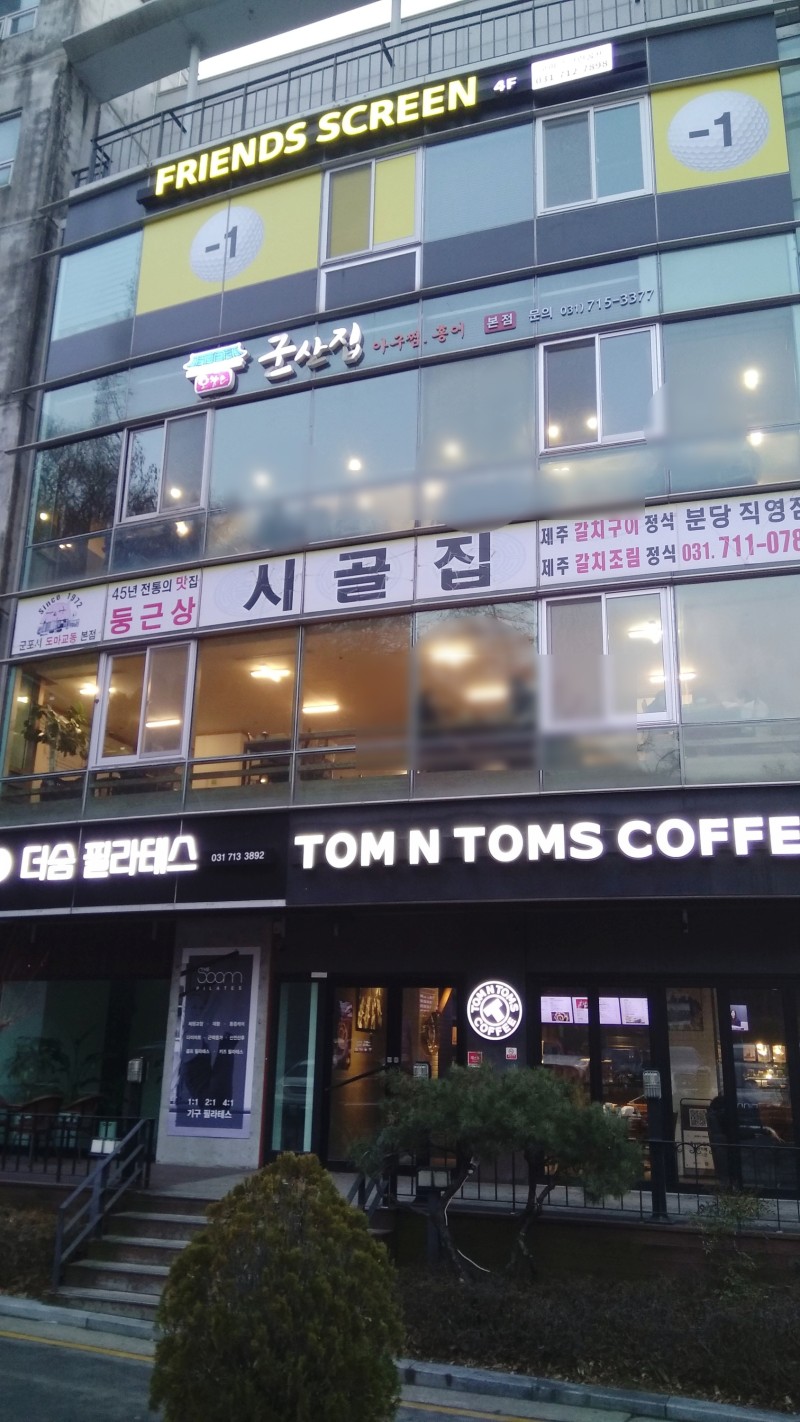 FRIENDS SCREEN 4F
031-712-7898
-1
-1
군산집 아구찜. 홍어 본점 문의 031) 715-3377
Since 1972
군포시 도마교동 본점
45년 전통의 맛집
둥근상
시골집
제주 갈치구이 정식 분당 직영점
제주 갈치조림 정식 031. 711-078
더숨 필라테스 031 713 3892
TOM N TOMS COFFE
Soom
PILATES
1:1 2:1 4:1
기구 필라테스
TOM N TOMS
T
COFFEE